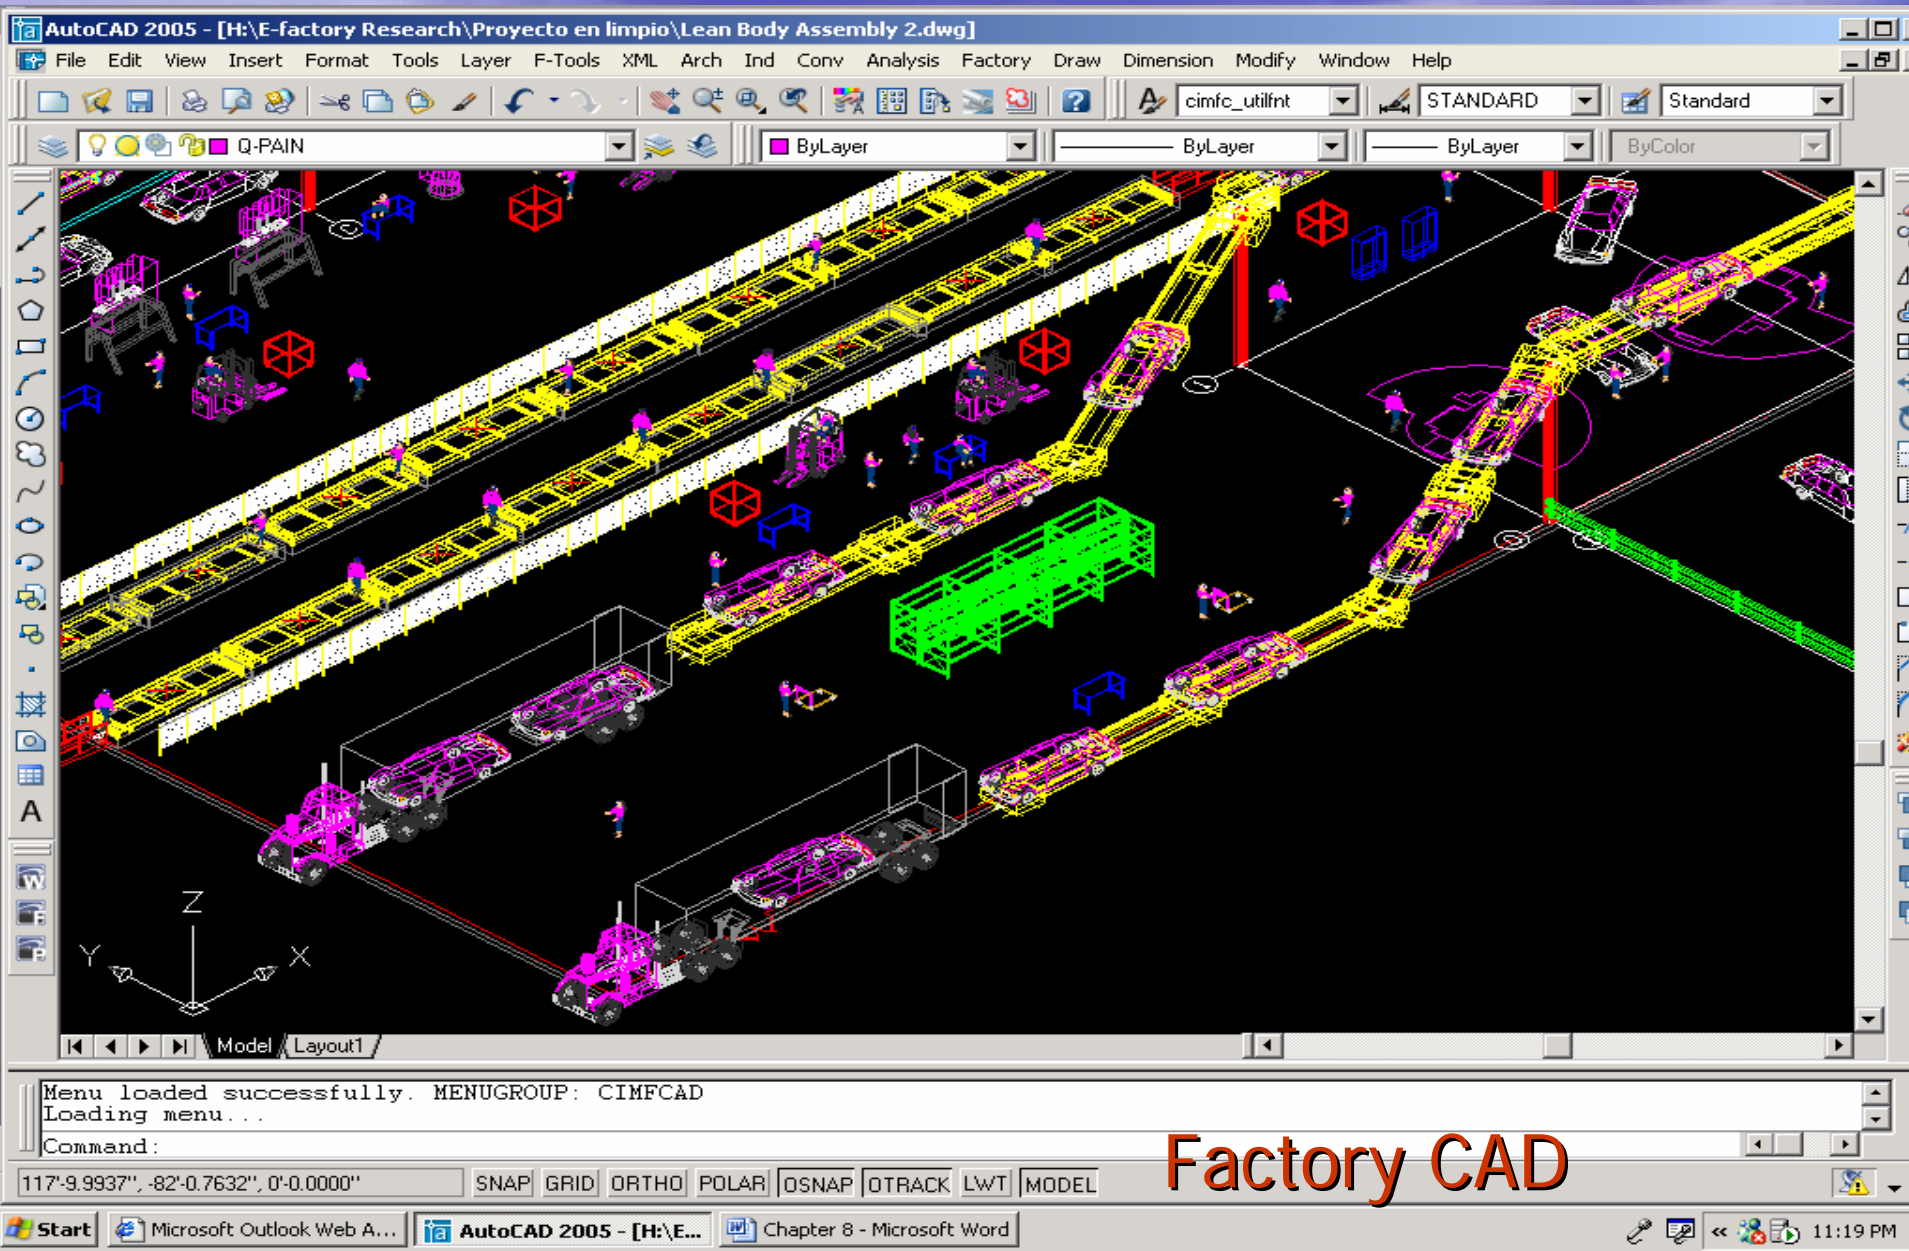 AutoCAD 2005 - [H:\E-factory Research\Proyecto en limpio\Lean Body Assembly 2.dwg]
File Edit View Insert Format Tools Layer F-Tools XML Arch Ind Conv Analysis Factory Draw Dimension Modify Window Help
cimfc_utilfnt STANDARD Standard
Q-PAIN ByLayer ByLayer ByLayer ByColor
A
Z
Y X
Model Layout1
Menu loaded successfully. MENUGROUP: CIMFCAD
Loading menu...
Command:
Factory CAD
117'-9.9937", -82'-0.7632", 0'-0.0000" SNAP GRID ORTHO POLAR OSNAP OTRACK LWT MODEL
Start Microsoft Outlook Web A... AutoCAD 2005 - [H:\E... Chapter 8 - Microsoft Word 11:19 PM